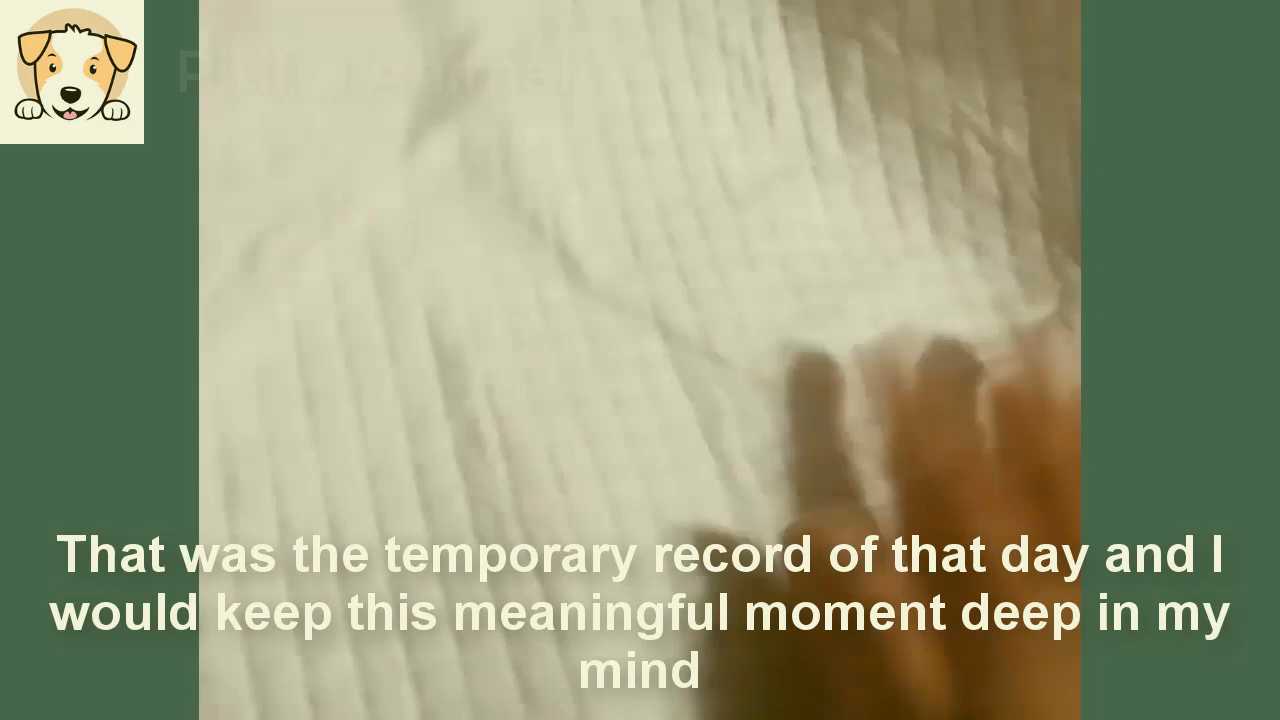 That was the temporary record of that day and I
would keep this meaningful moment deep in my
mind